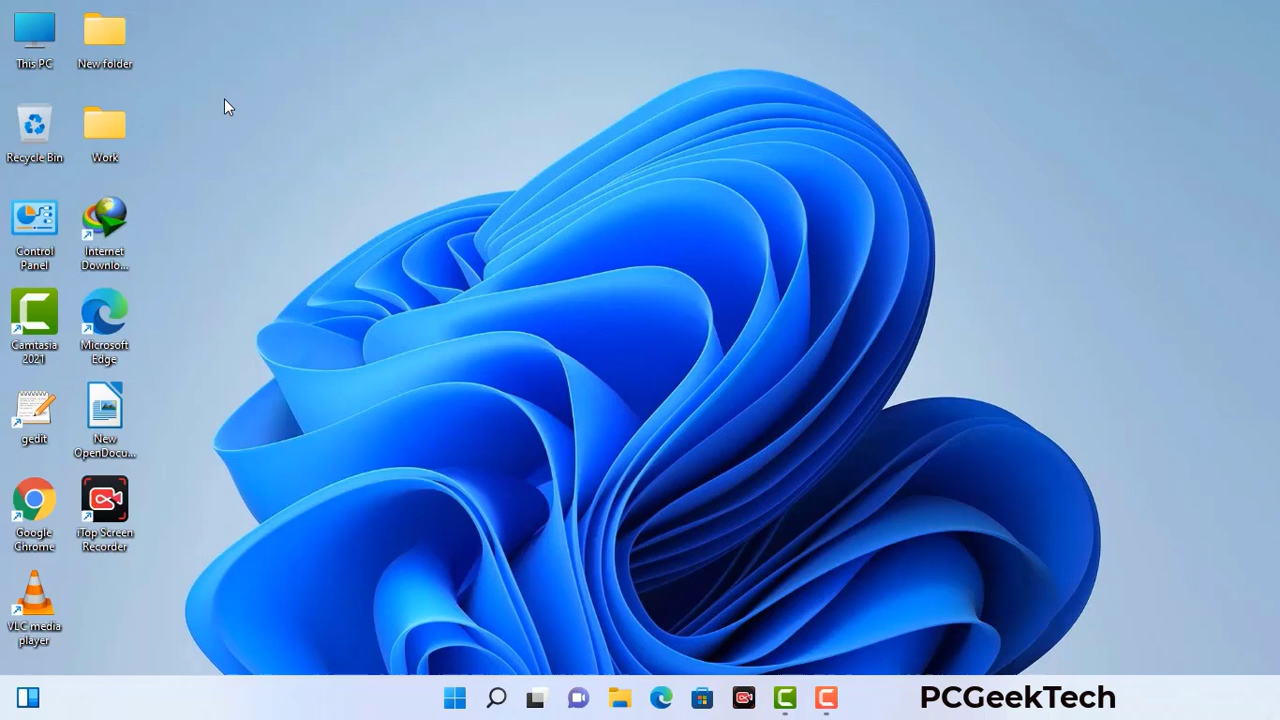 This PC
New folder
Recycle Bin
Work
Control
Panel
Internet
Downlo...
Camtasia
2021
Microsoft
Edge
gedit
New
OpenDocu...
Google
Chrome
iTop Screen
Recorder
VLC media
player
PCGeekTech